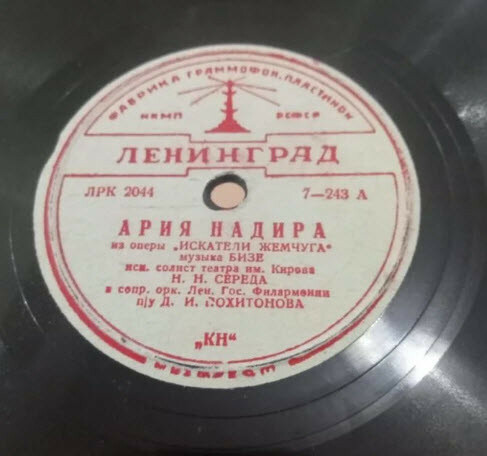 ФАБРИКА ГРАММОФОН. ПЛАСТИНОК
НКМП РСФСР
ЛЕНИНГРАД
ЛРК 2044 7—243 А
АРИЯ НАДИРА
из оперы „ИСКАТЕЛИ ЖЕМЧУГА"
музыка БИЗЕ
исп. солист театра им. Кирова
Н. Н. СЕРЕДА
в сопр. орк. Лен. Гос. Филармонии
п/у Д. И. ПОХИТОНОВА
„КН"